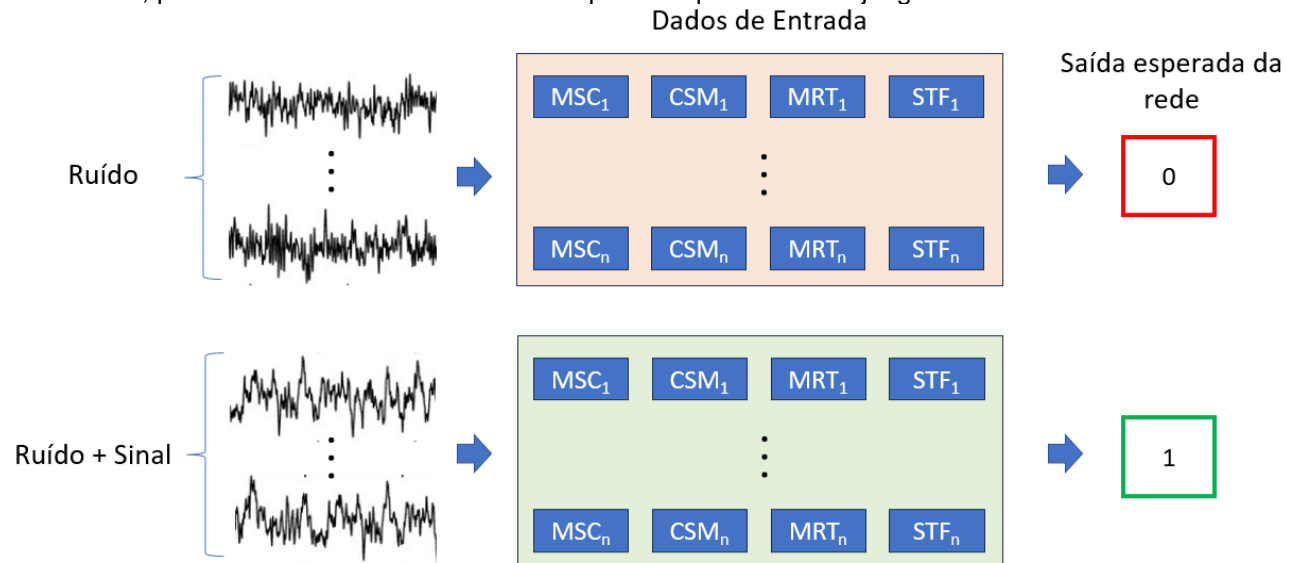 Dados de Entrada
Saída esperada da
rede
MSC₁ CSM₁ MRT₁ STF₁
Ruído
0
MSCₙ CSMₙ MRTₙ STFₙ
MSC₁ CSM₁ MRT₁ STF₁
Ruído + Sinal
1
MSCₙ CSMₙ MRTₙ STFₙ